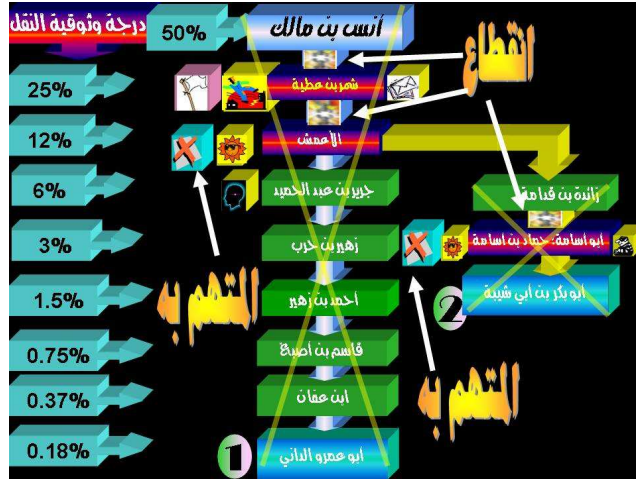 درجة وثوقية النقل
50%
أنس بن مالك
انقطاع
25%
شمر بن عطية
12%
الأعمش
6%
جرير بن عبد الحميد
زائدة بن قدامة
3%
زهير بن حرب
أبو أسامة: حماد بن أسامة
المتهم به
1.5%
أحمد بن زهير
2
أبو بكر بن أبي شيبة
0.75%
قاسم بن أصبغ
المتهم به
0.37%
ابن عفان
0.18%
1
أبو عمرو الداني